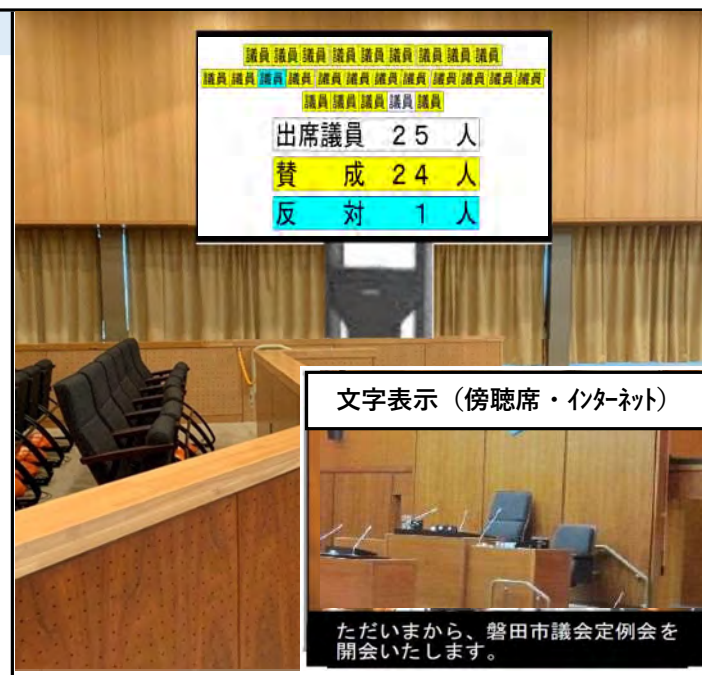 議員 議員 議員 議員 議員 議員 議員 議員 議員
議員 議員 議員 議員 議員 議員 議員 議員 議員 議員 議員 議員
議員 議員 議員 議員 議員
出席議員 25 人
賛 成 24 人
反 対 1 人
文字表示（傍聴席・インターネット）
ただいまから、磐田市議会定例会を
開会いたします。